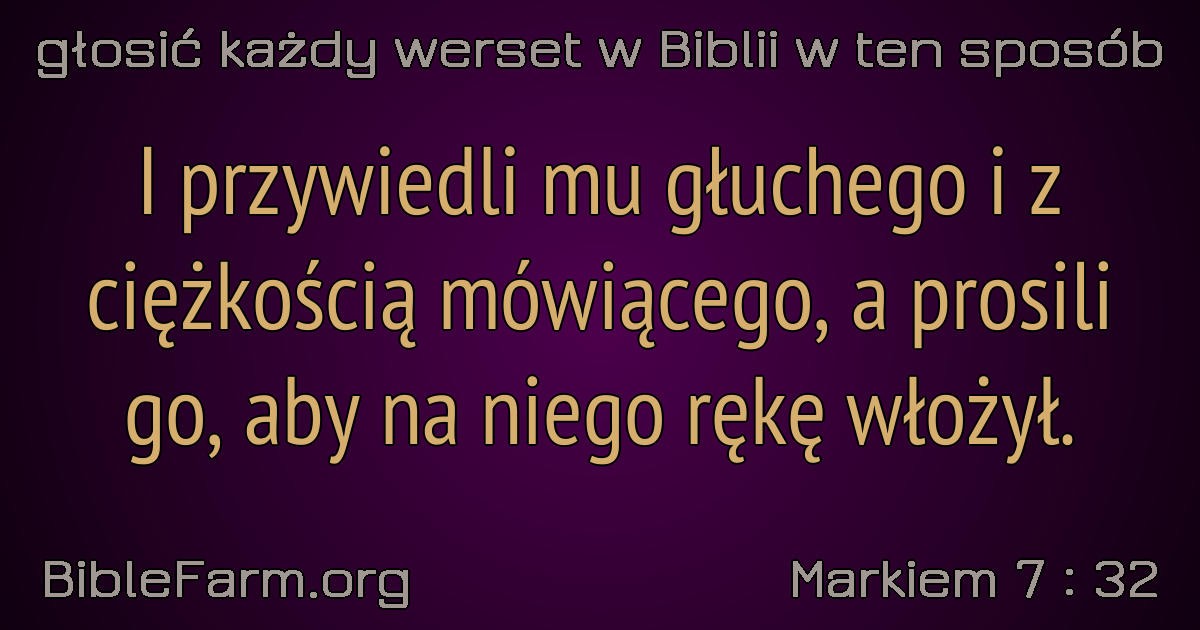 głosić każdy werset w Biblii w ten sposób
I przywiedli mu głuchego i z
ciężkością mówiącego, a prosili
go, aby na niego rękę włożył.
BibleFarm.org
Markiem 7 : 32